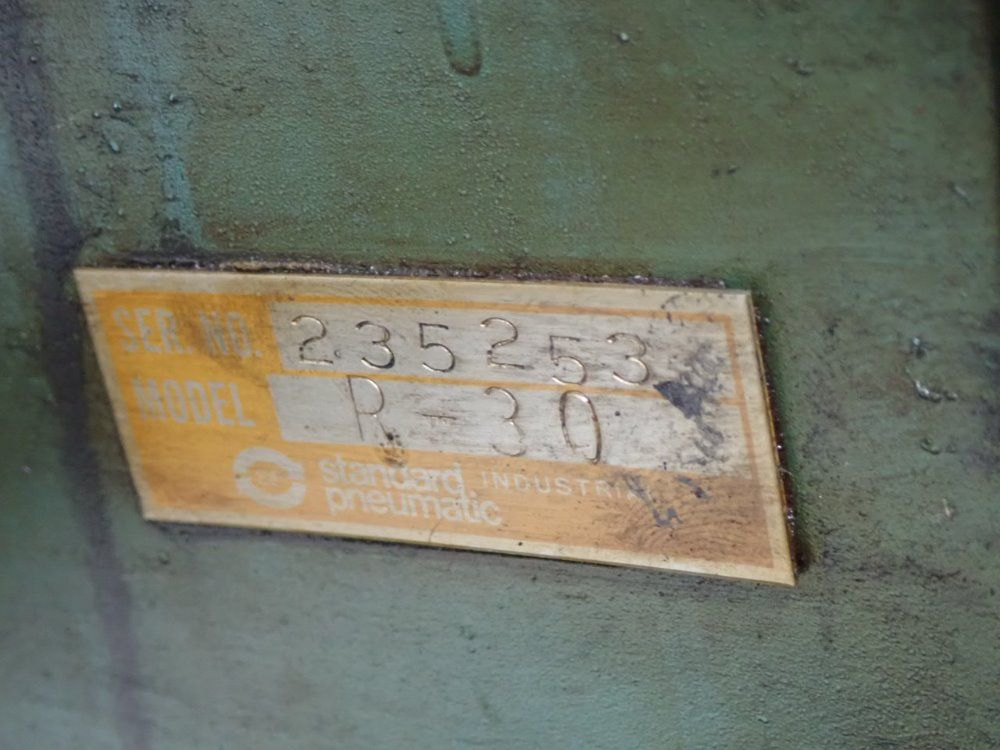 SER. NO. 235253
MODEL R-30
standard INDUSTRIAL
pneumatic